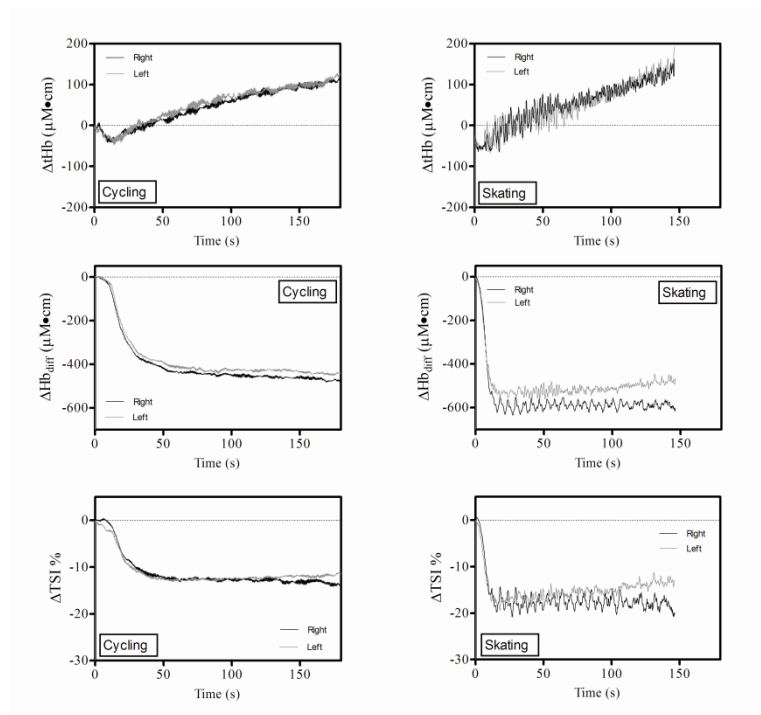 200
100
0
-100
-200
ΔtHb (µM•cm)
Right
Left
Cycling
0
50
100
150
Time (s)
200
100
0
-100
-200
ΔtHb (µM•cm)
Right
Left
Skating
0
50
100
150
Time (s)
0
-200
-400
-600
ΔHbdiff (µM•cm)
Cycling
Right
Left
0
50
100
150
Time (s)
0
-200
-400
-600
ΔHbdiff (µM•cm)
Right
Left
Skating
0
50
100
150
Time (s)
0
-10
-20
-30
ΔTSI %
Right
Left
Cycling
0
50
100
150
Time (s)
0
-10
-20
-30
ΔTSI %
Right
Left
Skating
0
50
100
150
Time (s)